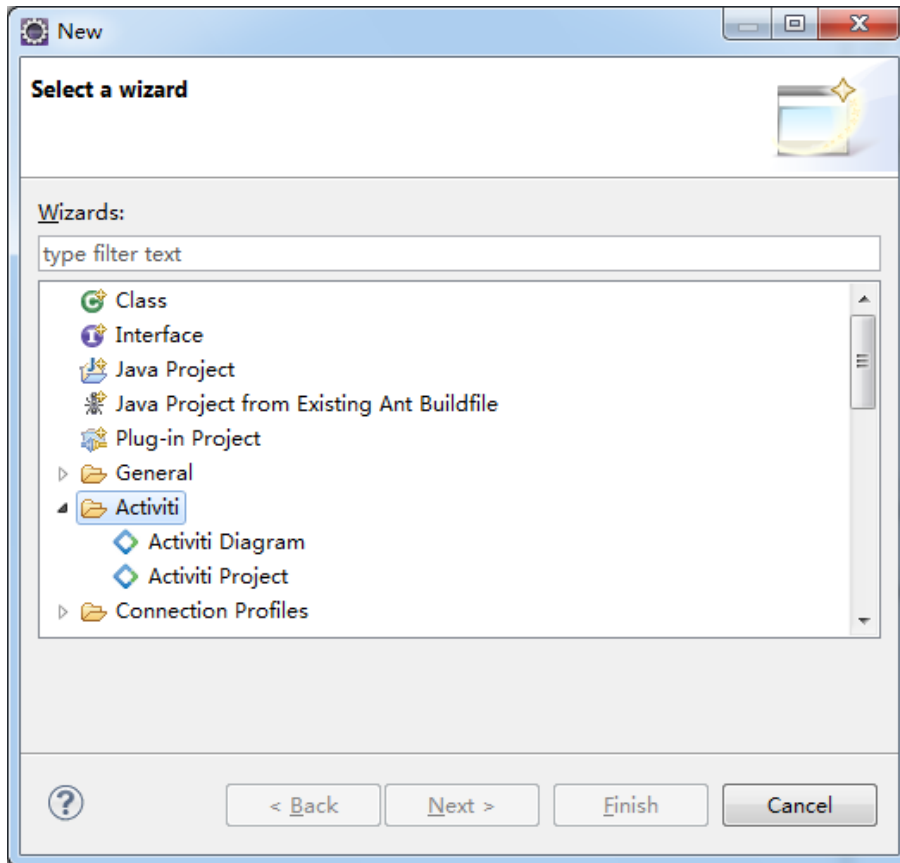 New
Select a wizard
Wizards:
type filter text
Class
Interface
Java Project
Java Project from Existing Ant Buildfile
Plug-in Project
General
Activiti
Activiti Diagram
Activiti Project
Connection Profiles
? < Back Next > Finish Cancel